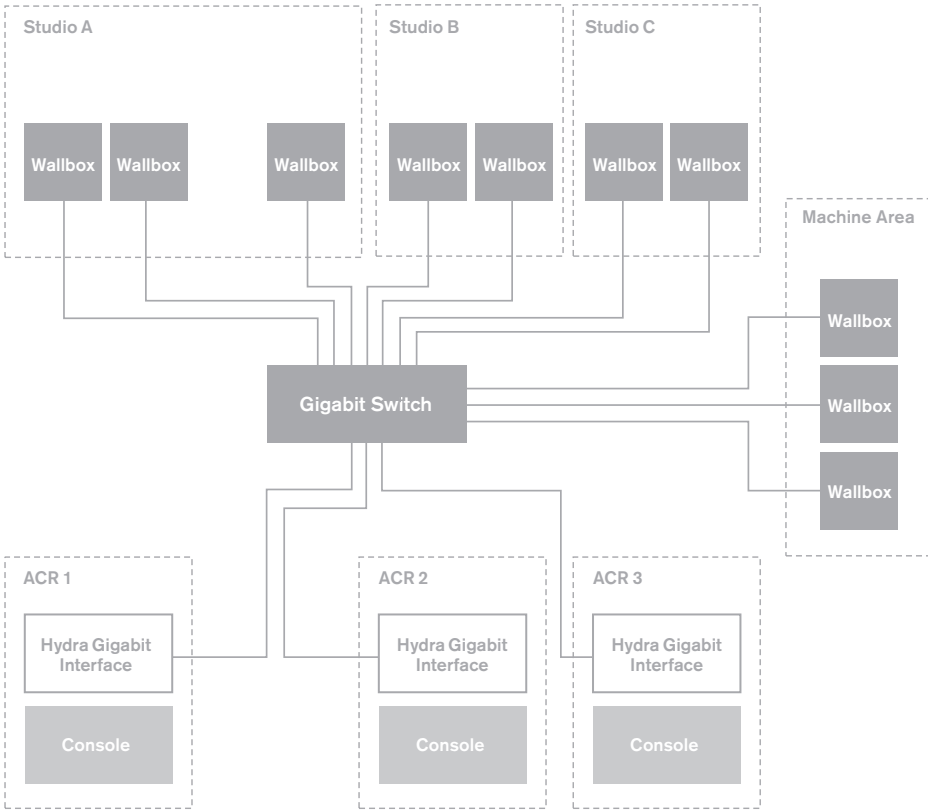 Studio A
Studio B
Studio C
Wallbox
Wallbox
Wallbox
Wallbox
Wallbox
Wallbox
Wallbox
Machine Area
Wallbox
Wallbox
Wallbox
Gigabit Switch
ACR 1
ACR 2
ACR 3
Hydra Gigabit
Interface
Hydra Gigabit
Interface
Hydra Gigabit
Interface
Console
Console
Console